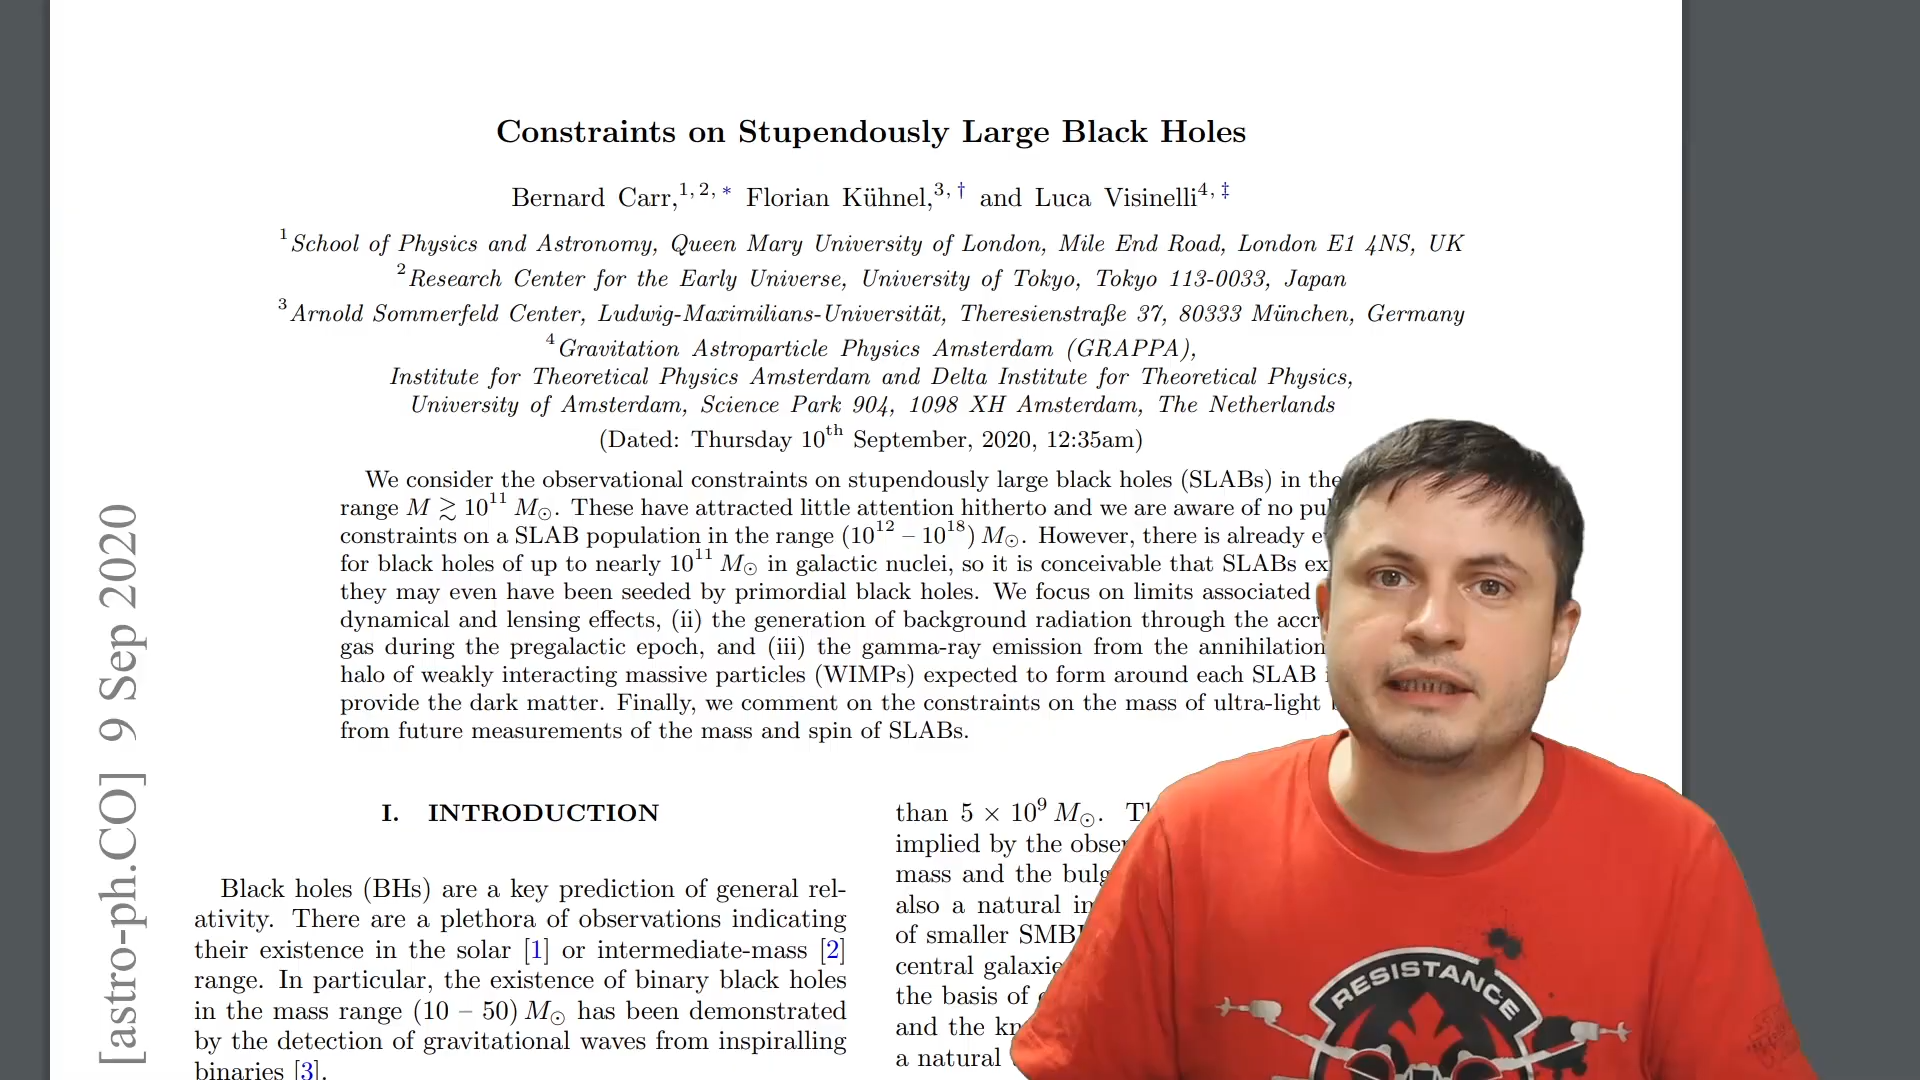 Constraints on Stupendously Large Black Holes
Bernard Carr,1, 2, * Florian Kühnel,3, † and Luca Visinelli4, ‡
1School of Physics and Astronomy, Queen Mary University of London, Mile End Road, London E1 4NS, UK
2Research Center for the Early Universe, University of Tokyo, Tokyo 113-0033, Japan
3Arnold Sommerfeld Center, Ludwig-Maximilians-Universität, Theresienstraße 37, 80333 München, Germany
4Gravitation Astroparticle Physics Amsterdam (GRAPPA),
Institute for Theoretical Physics Amsterdam and Delta Institute for Theoretical Physics,
University of Amsterdam, Science Park 904, 1098 XH Amsterdam, The Netherlands
(Dated: Thursday 10th September, 2020, 12:35am)
We consider the observational constraints on stupendously large black holes (SLABs) in the
range M ≳ 10^11 M⊙. These have attracted little attention hitherto and we are aware of no
constraints on a SLAB population in the range (10^12 – 10^18) M⊙. However, there is already
for black holes of up to nearly 10^11 M⊙ in galactic nuclei, so it is conceivable that SLABs
they may even have been seeded by primordial black holes. We focus on limits associated
dynamical and lensing effects, (ii) the generation of background radiation through the
gas during the pregalactic epoch, and (iii) the gamma-ray emission from the annihilation
halo of weakly interacting massive particles (WIMPs) expected to form around each SLAB
provide the dark matter. Finally, we comment on the constraints on the mass of ultra-light
from future measurements of the mass and spin of SLABs.
[astro-ph.CO] 9 Sep 2020
I. INTRODUCTION
Black holes (BHs) are a key prediction of general rel-
ativity. There are a plethora of observations indicating
their existence in the solar [1] or intermediate-mass [2]
range. In particular, the existence of binary black holes
in the mass range (10 – 50) M⊙ has been demonstrated
by the detection of gravitational waves from inspiralling
binaries [3].
than 5 × 10^9 M⊙.
implied by the
mass and the
also a natural
of smaller
central
the basis of
and the
a natural
RESISTANCE